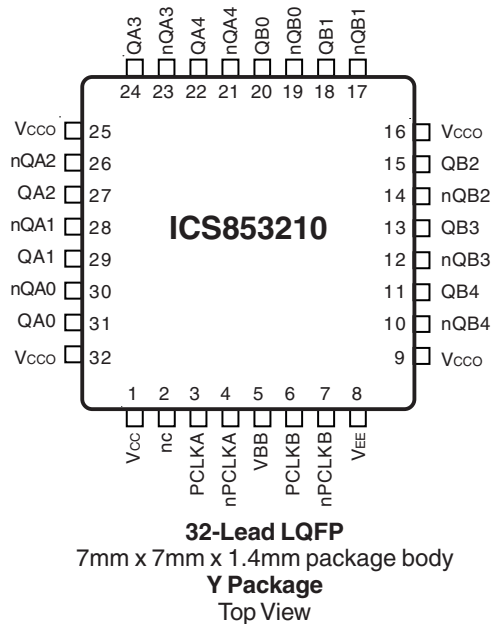 QA3 nQA3 QA4 nQA4 QB0 nQB0 QB1 nQB1
24 23 22 21 20 19 18 17
Vcco 25 16 Vcco
nQA2 26 15 QB2
QA2 27 14 nQB2
nQA1 28 13 QB3
ICS853210
QA1 29 12 nQB3
nQA0 30 11 QB4
QA0 31 10 nQB4
Vcco 32 9 Vcco
1 2 3 4 5 6 7 8
Vcc nc PCLKA nPCLKA VBB PCLKB nPCLKB VEE
32-Lead LQFP
7mm x 7mm x 1.4mm package body
Y Package
Top View